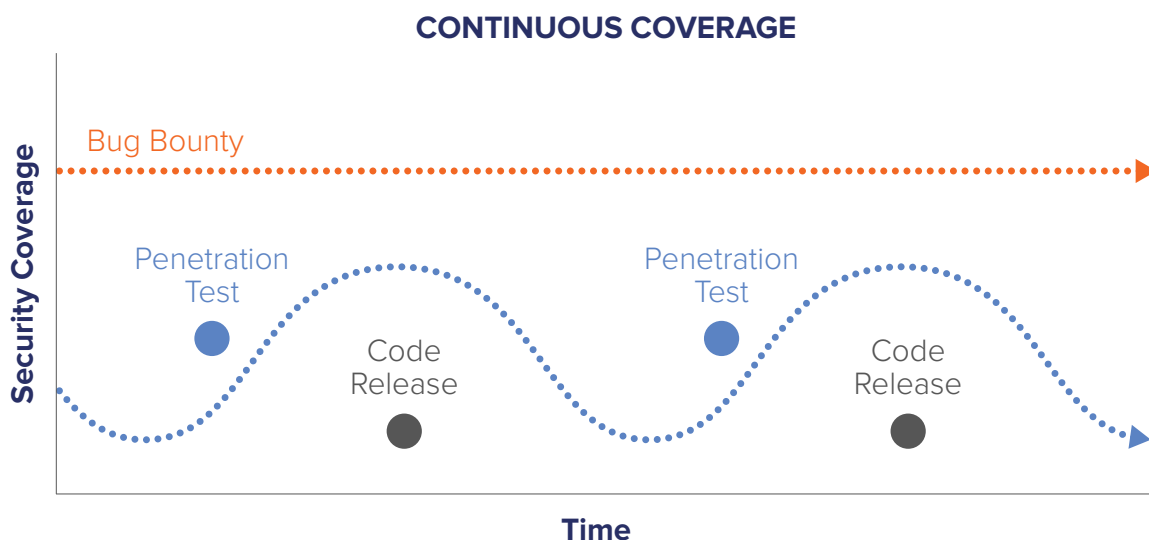 CONTINUOUS COVERAGE
Bug Bounty
Security Coverage
Penetration
Test
Penetration
Test
Code
Release
Code
Release
Time